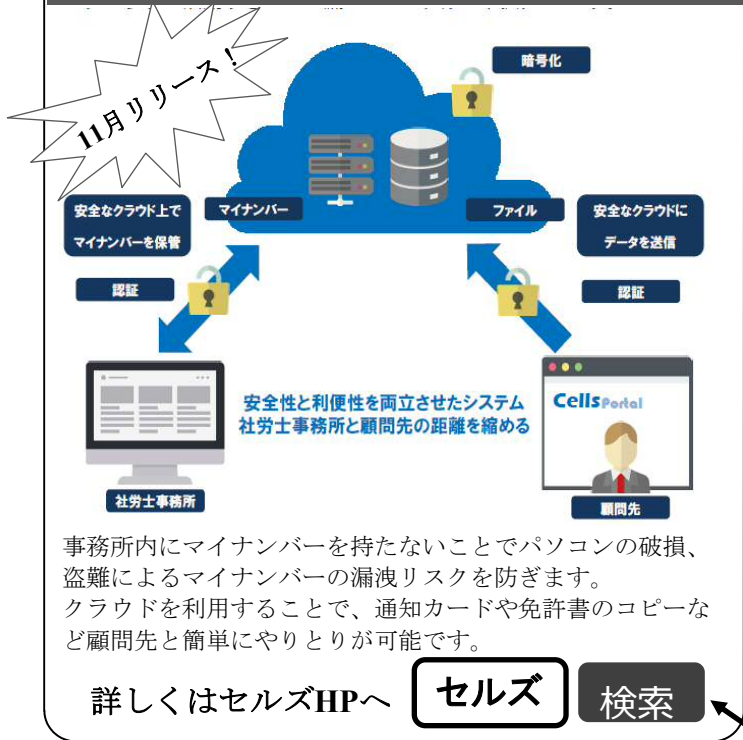 11月リリース！
暗号化
安全なクラウド上で
マイナンバーを保管
マイナンバー
ファイル
安全なクラウドに
データを送信
認証
認証
安全性と利便性を両立させたシステム
社労士事務所と顧問先の距離を縮める
CellsPortal
社労士事務所
顧問先
事務所内にマイナンバーを持たないことでパソコンの破損、
盗難によるマイナンバーの漏洩リスクを防ぎます。
クラウドを利用することで、通知カードや免許書のコピーな
ど顧問先と簡単にやりとりが可能です。
詳しくはセルズHPへ セルズ 検索